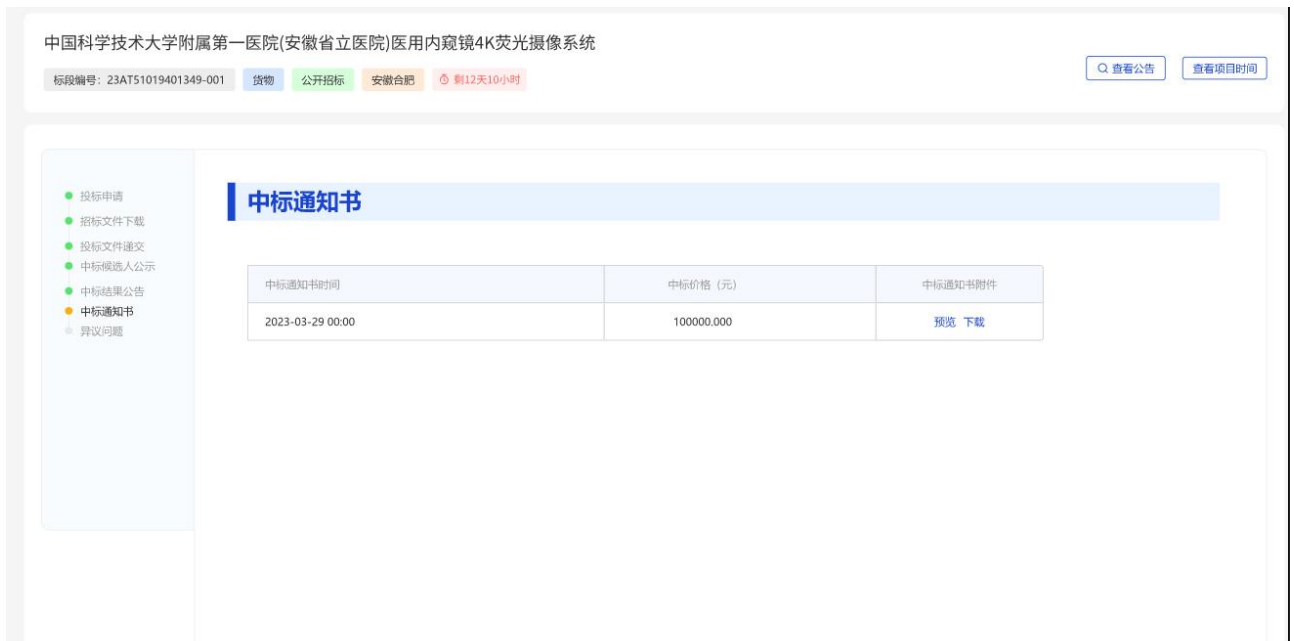 中国科学技术大学附属第一医院(安徽省立医院)医用内窥镜4K荧光摄像系统
标段编号：23AT51019401349-001 货物 公开招标 安徽合肥 剩12天10小时
查看公告 查看项目时间
投标申请
招标文件下载
投标文件递交
中标候选人公示
中标结果公告
中标通知书
异议问题
中标通知书
中标通知书时间 中标价格（元） 中标通知书附件
2023-03-29 00:00 100000.000 预览 下载